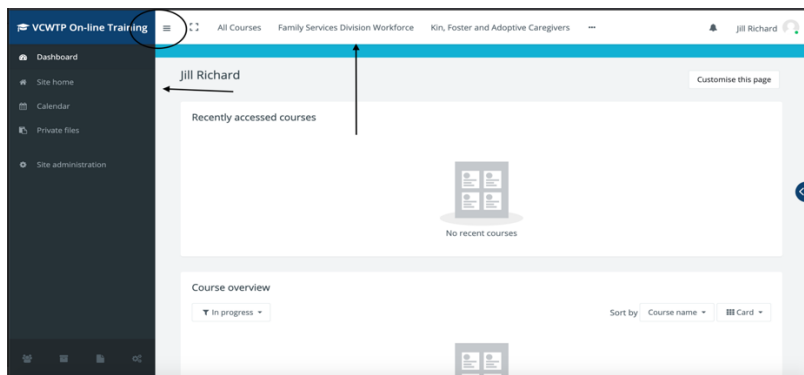 VCWTP On-line Training
All Courses Family Services Division Workforce Kin, Foster and Adoptive Caregivers
Jill Richard
Dashboard
Site home
Calendar
Private files
Site administration
Jill Richard
Customise this page
Recently accessed courses
No recent courses
Course overview
In progress
Sort by Course name Card